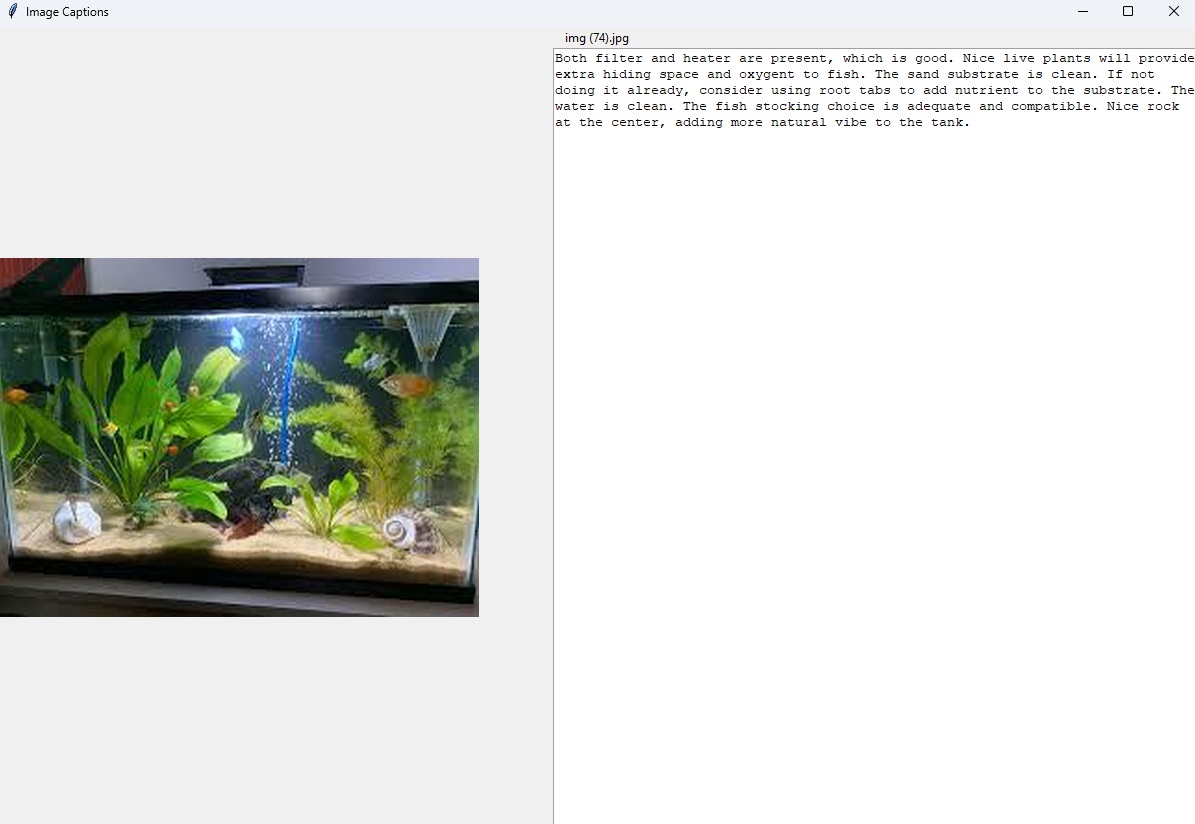 Image Captions
img (74).jpg
Both filter and heater are present, which is good. Nice live plants will provide
extra hiding space and oxygent to fish. The sand substrate is clean. If not
doing it already, consider using root tabs to add nutrient to the substrate. The
water is clean. The fish stocking choice is adequate and compatible. Nice rock
at the center, adding more natural vibe to the tank.